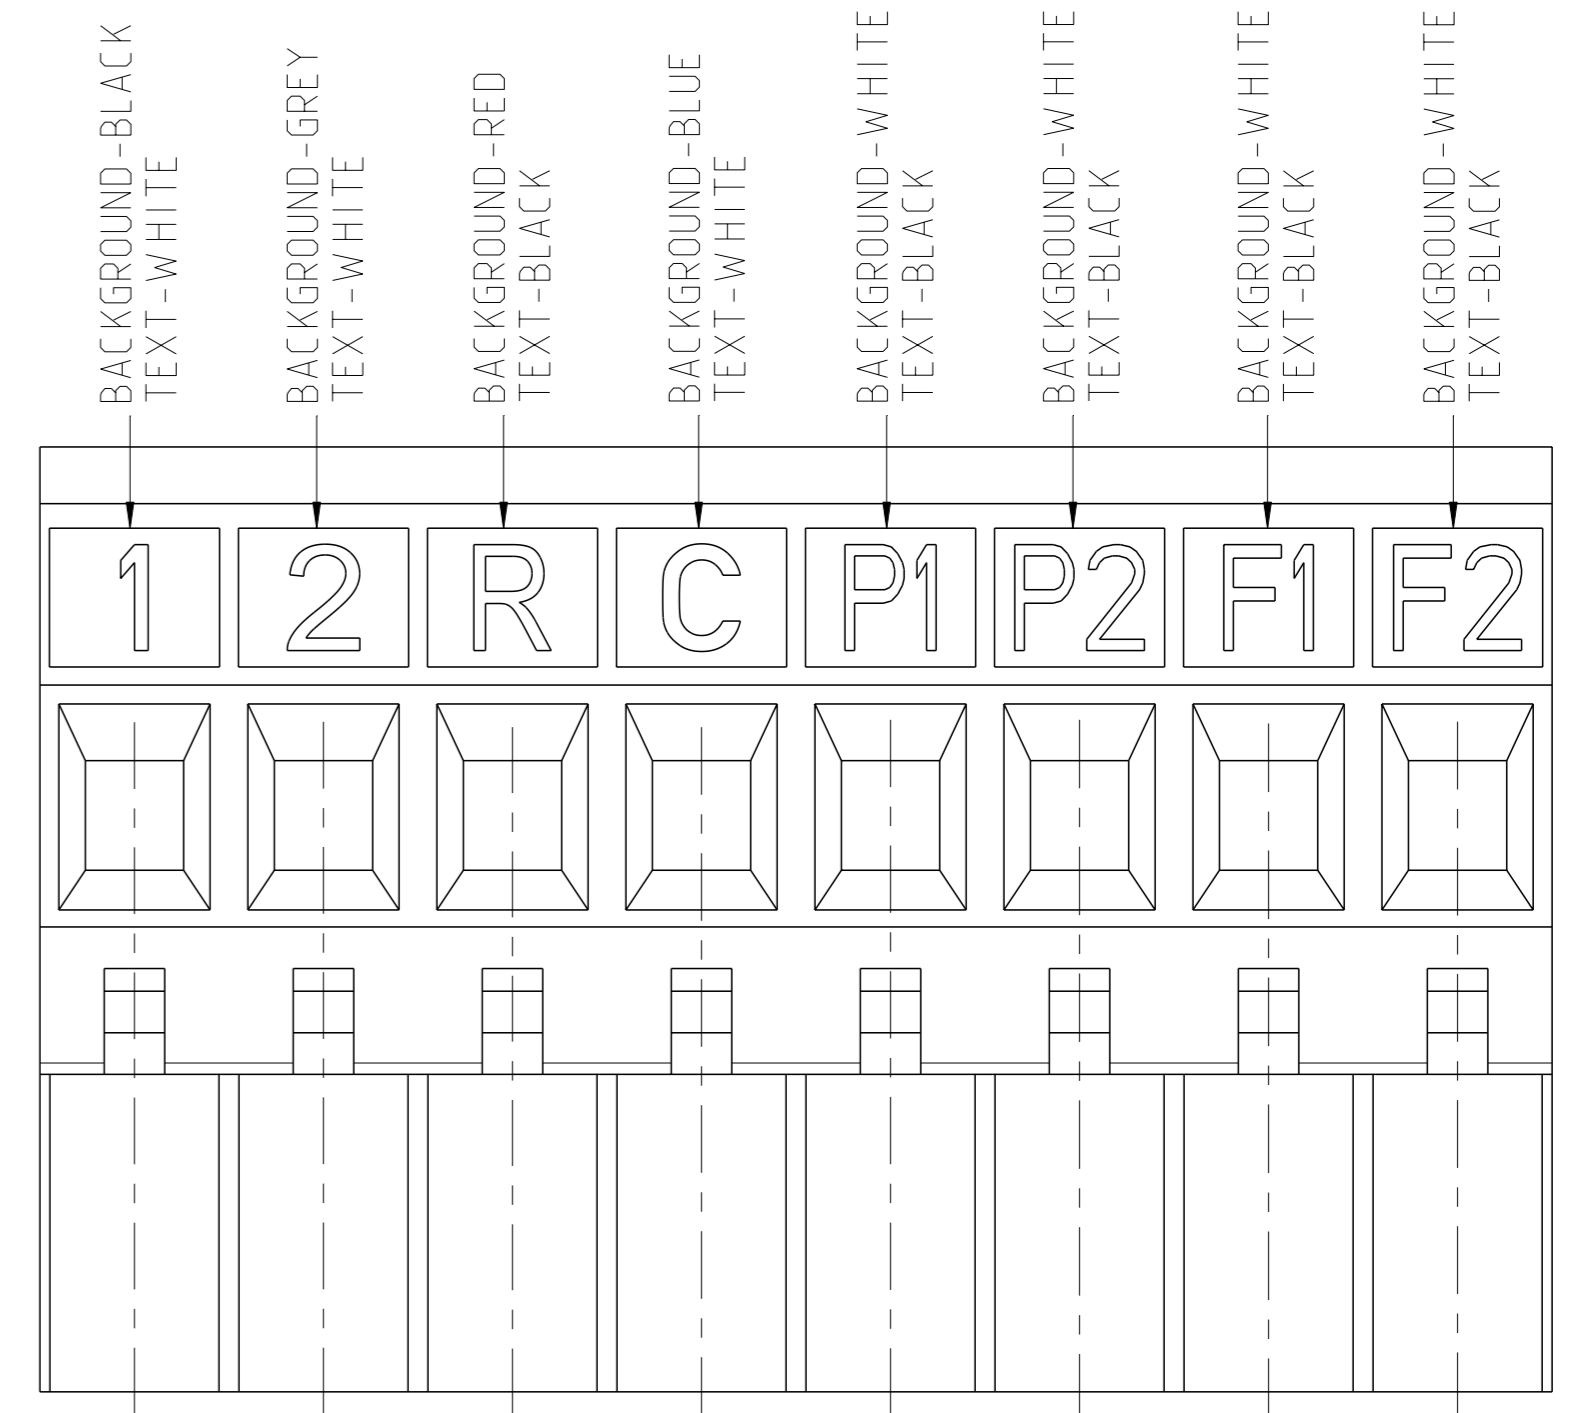 BACKGROUND-BLACK
TEXT-WHITE
BACKGROUND-GREY
TEXT-WHITE
BACKGROUND-RED
TEXT-BLACK
BACKGROUND-BLUE
TEXT-WHITE
BACKGROUND-WHITE
TEXT-BLACK
BACKGROUND-WHITE
TEXT-BLACK
BACKGROUND-WHITE
TEXT-BLACK
BACKGROUND-WHITE
TEXT-BLACK
1 2 R C P1 P2 F1 F2